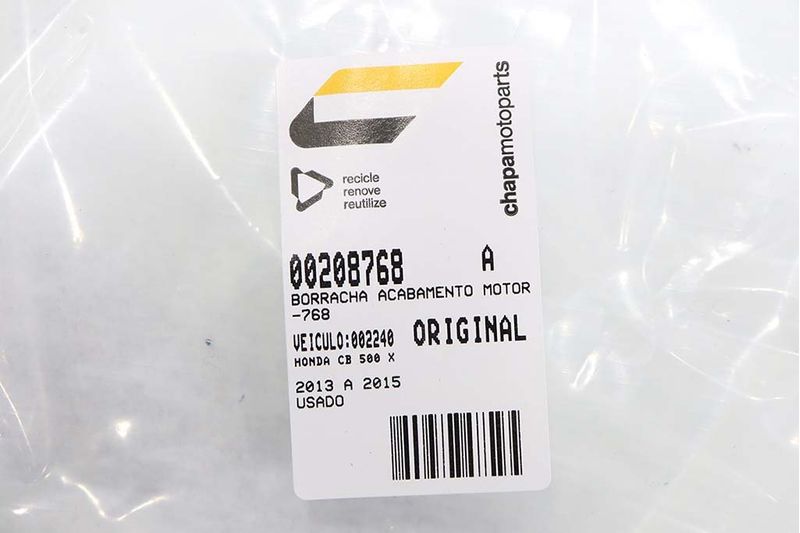 chapamotoparts
recicle
renove
reutilize
00208768 A
BORRACHA ACABAMENTO MOTOR
-768
VEICULO:002240 ORIGINAL
HONDA CB 500 X
2013 A 2015
USADO